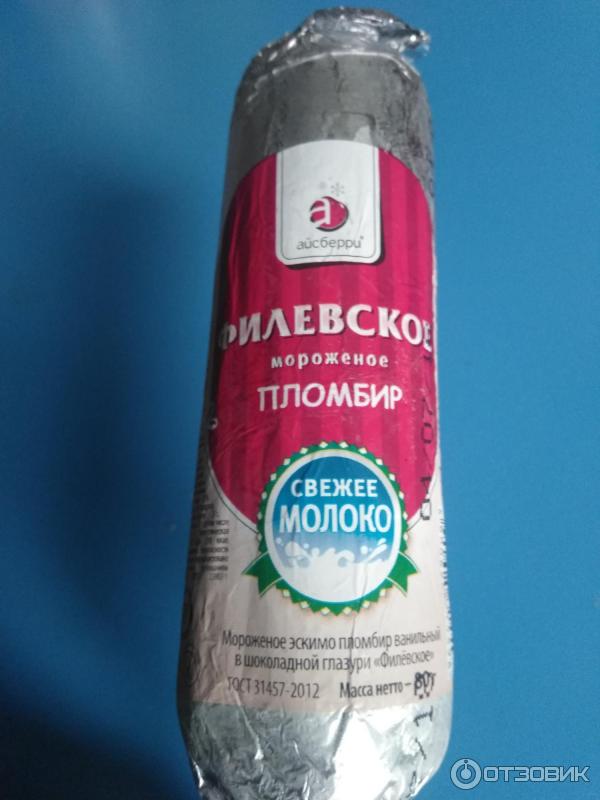 а
айсберри®
ФИЛЕВСКОЕ
мороженое
ПЛОМБИР
СВЕЖЕЕ
МОЛОКО
Мороженое эскимо пломбир ванильный
в шоколадной глазури «Филёвское»
ГОСТ 31457-2012 Масса нетто – 80г
ОТЗОВИК